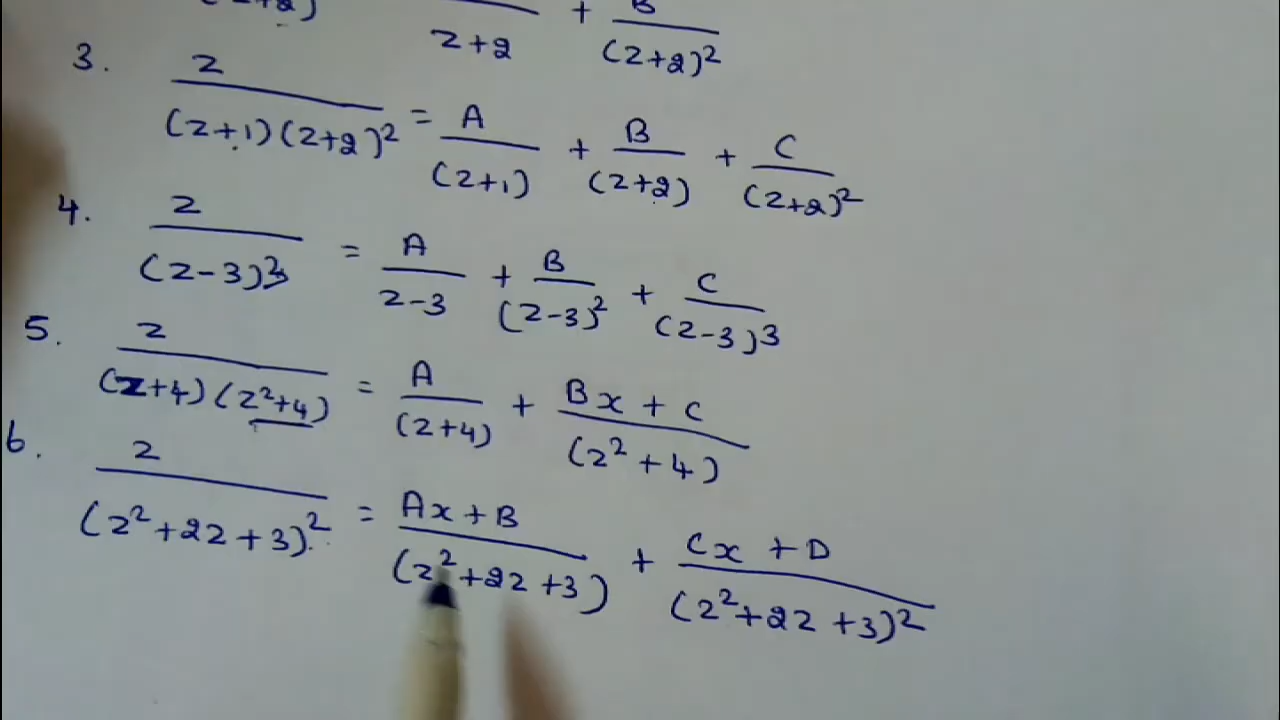 z+2 + B/(z+2)²
3. z/((z+1)(z+2)²) = A/(z+1) + B/(z+2) + C/(z+2)²
4. z/(z-3)³ = A/(z-3) + B/(z-3)² + C/(z-3)³
5. z/((z+4)(z²+4)) = A/(z+4) + (Bx+C)/(z²+4)
6. z/(z²+2z+3)² = (Ax+B)/(z²+2z+3) + (Cx+D)/(z²+2z+3)²